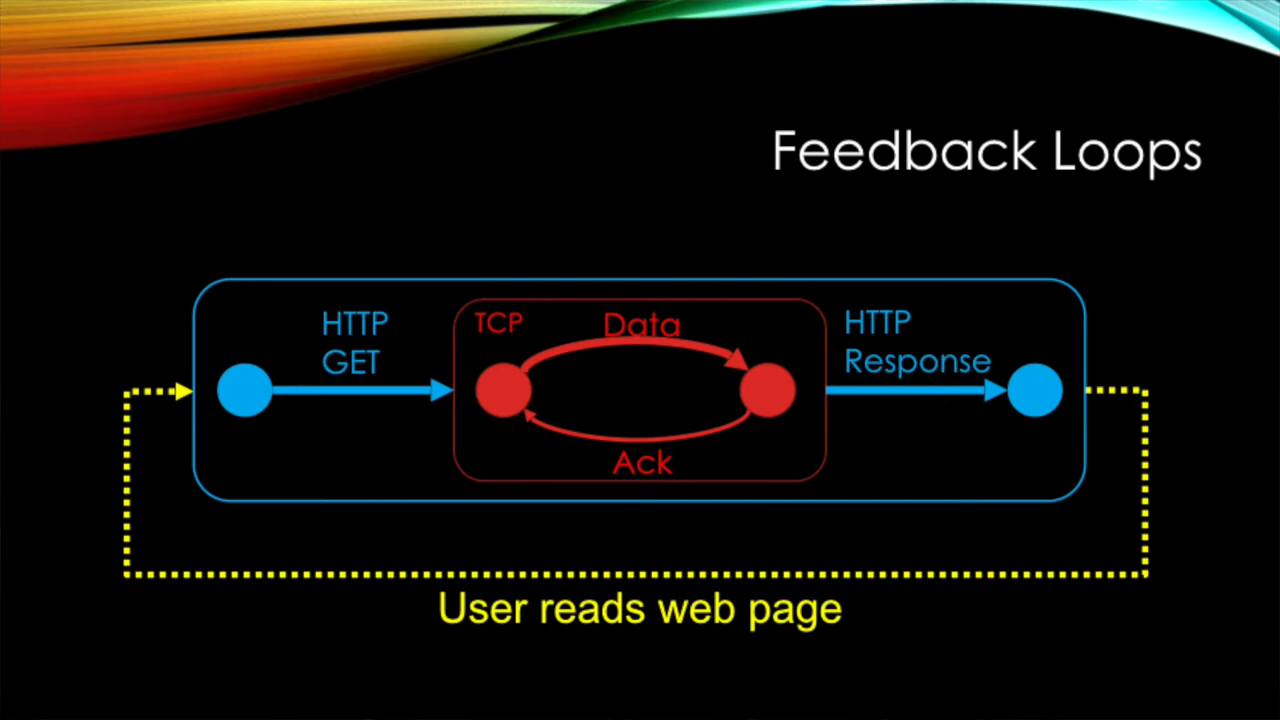 Feedback Loops
HTTP
GET
TCP
Data
Ack
HTTP
Response
User reads web page